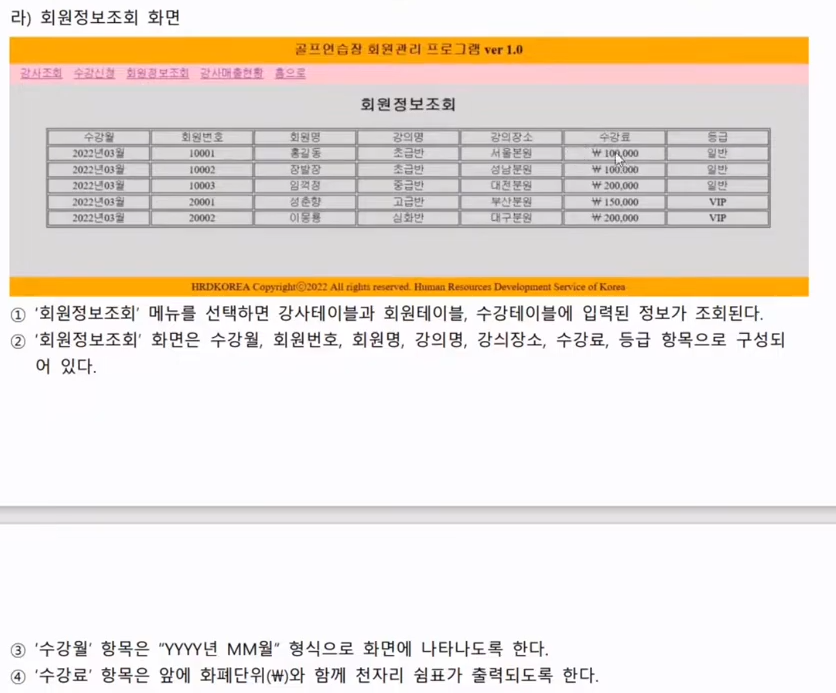 라) 회원정보조회 화면
골프연습장 회원관리 프로그램 ver 1.0
강사조회 수강신청 회원정보조회 강사매출현황 홈으로
회원정보조회
수강월 회원번호 회원명 강의명 강의장소 수강료 등급
2022년03월 10001 홍길동 초급반 서울본원 ₩ 100,000 일반
2022년03월 10002 장발장 초급반 성남분원 ₩ 100,000 일반
2022년03월 10003 임꺽정 중급반 대전분원 ₩ 200,000 일반
2022년03월 20001 성춘향 고급반 부산분원 ₩ 150,000 VIP
2022년03월 20002 이몽룡 심화반 대구분원 ₩ 200,000 VIP
HRDKOREA Copyrightⓒ2022 All rights reserved. Human Resources Development Service of Korea
① ‘회원정보조회’ 메뉴를 선택하면 강사테이블과 회원테이블, 수강테이블에 입력된 정보가 조회된다.
② ‘회원정보조회’ 화면은 수강월, 회원번호, 회원명, 강의명, 강싀장소, 수강료, 등급 항목으로 구성되
어 있다.
③ ‘수강월‘ 항목은 “YYYY년 MM월” 형식으로 화면에 나타나도록 한다.
④ ‘수강료’ 항목은 앞에 화폐단위(₩)와 함께 천자리 쉼표가 출력되도록 한다.